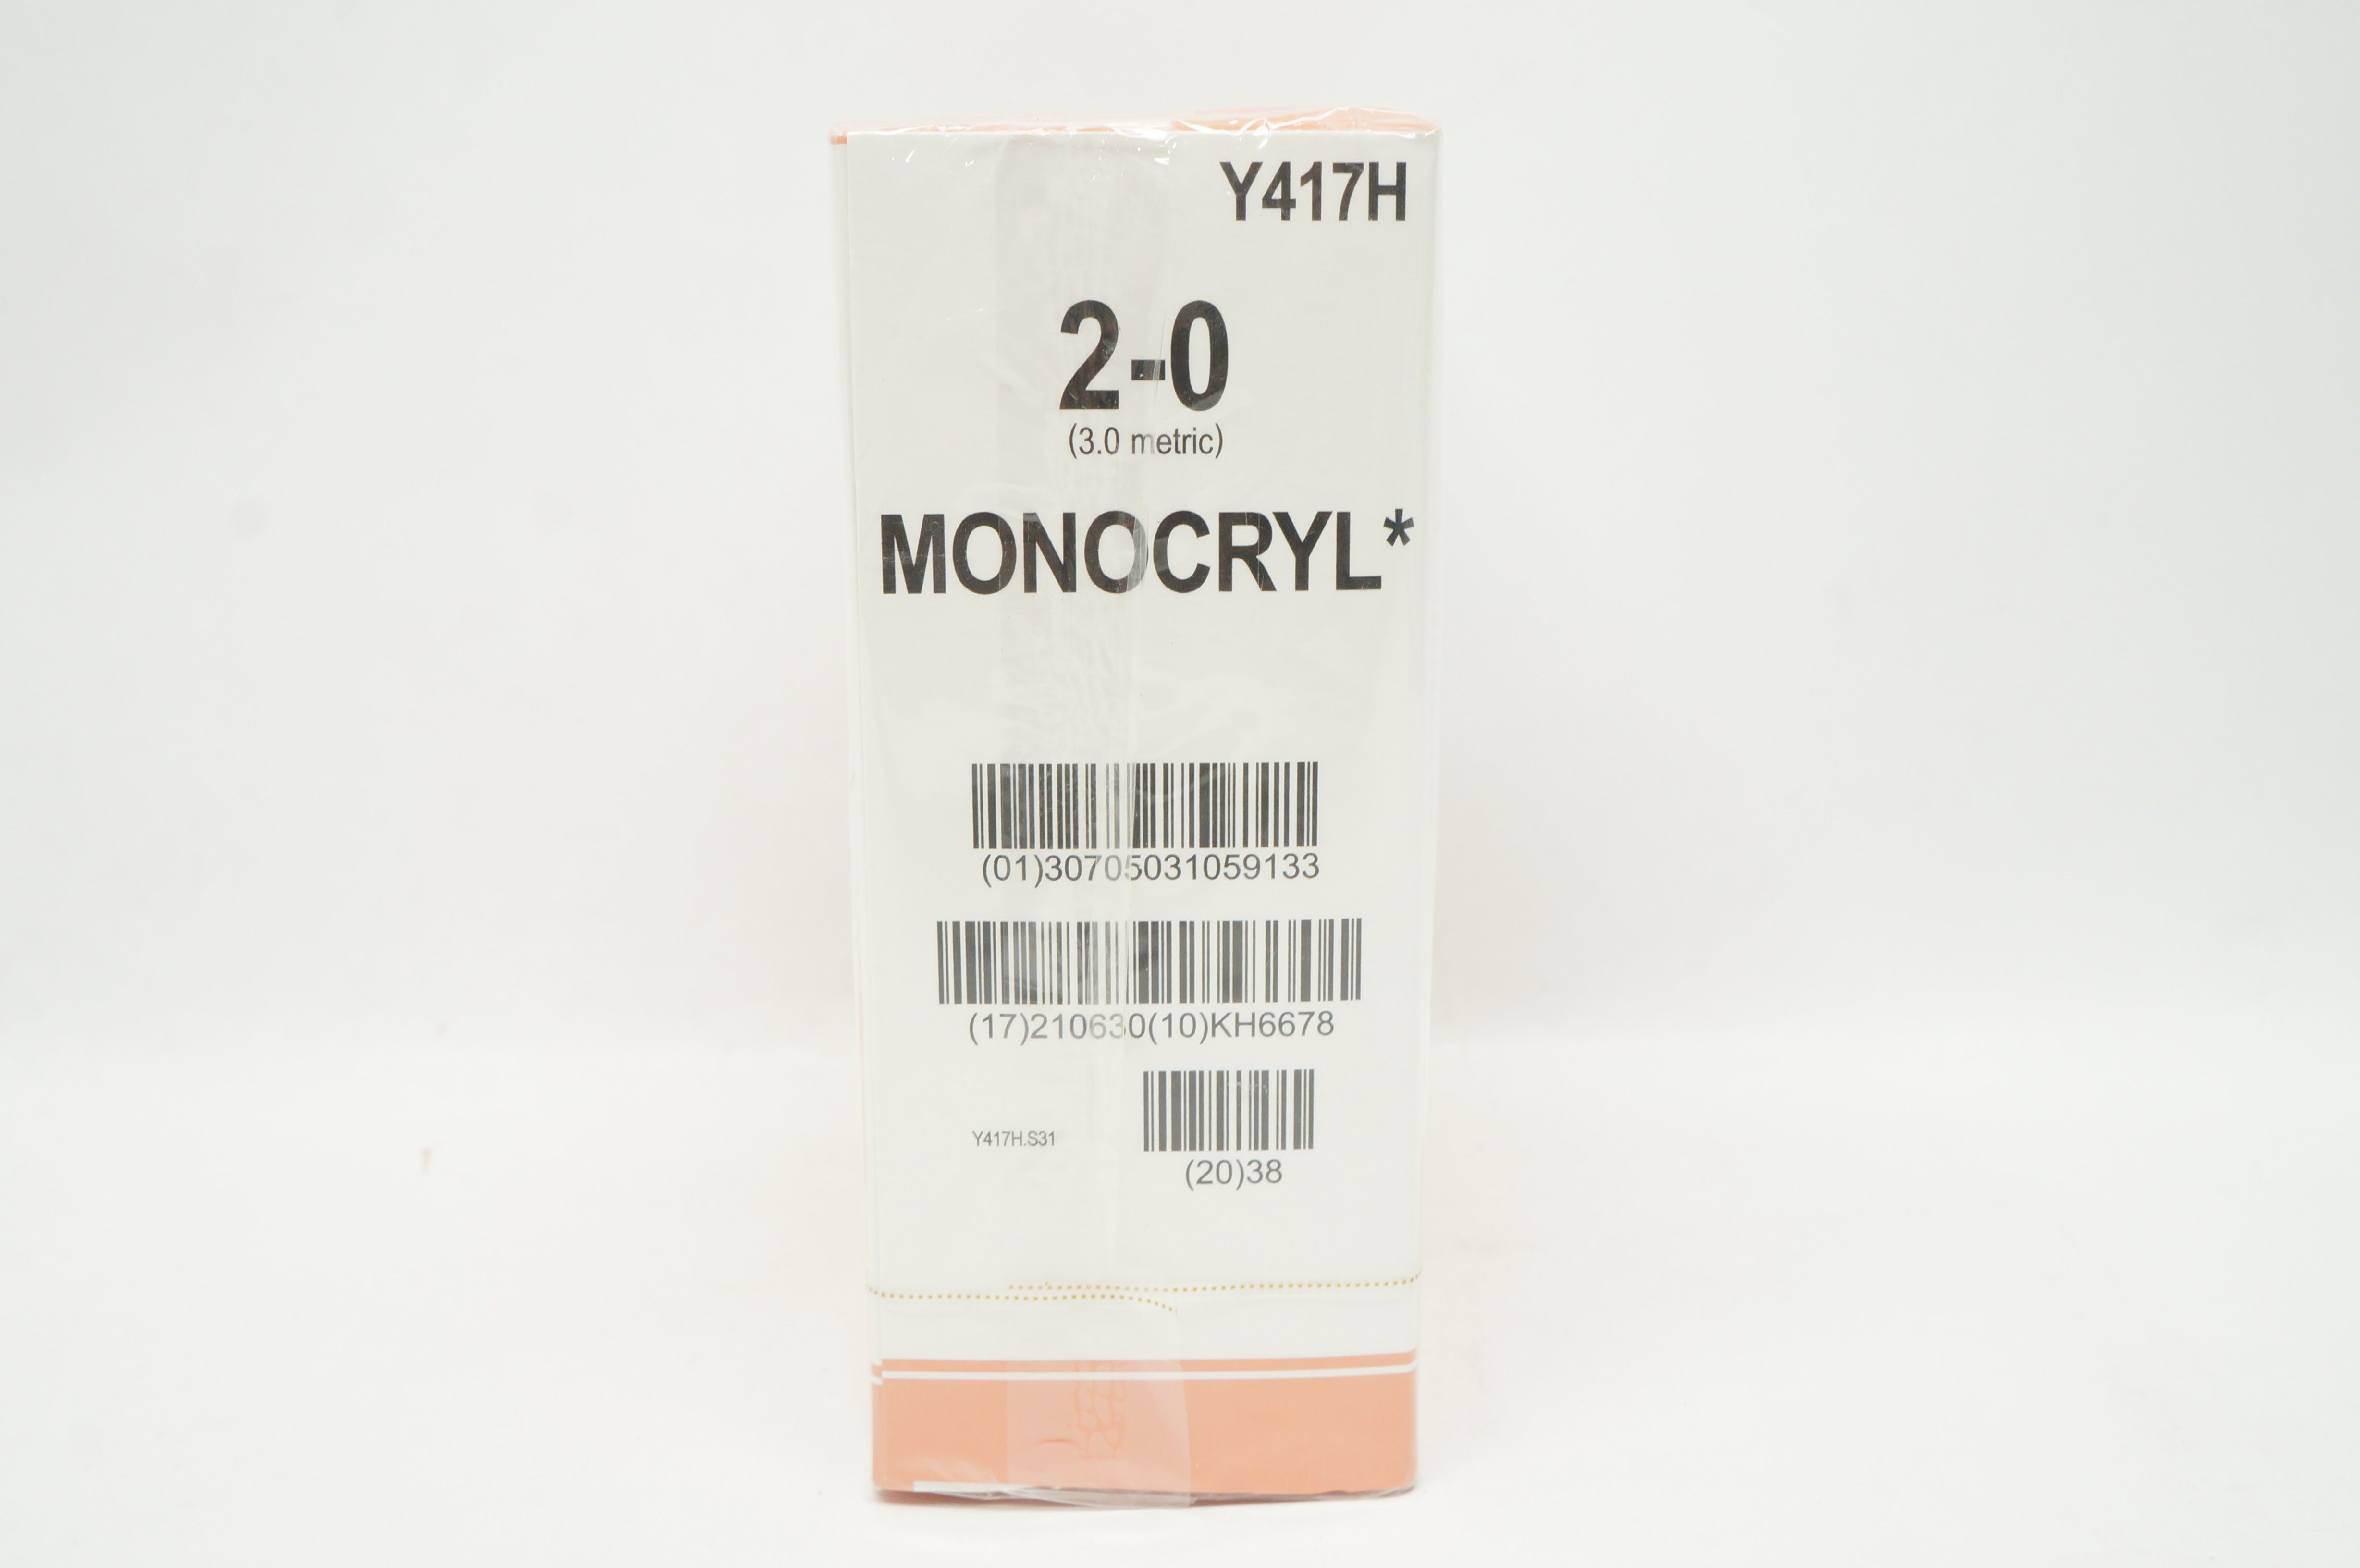 Y417H
2-0
(3.0 metric)
MONOCRYL*
(01)30705031059133
(17)210630(10)KH6678
Y417H.S31
(20)38